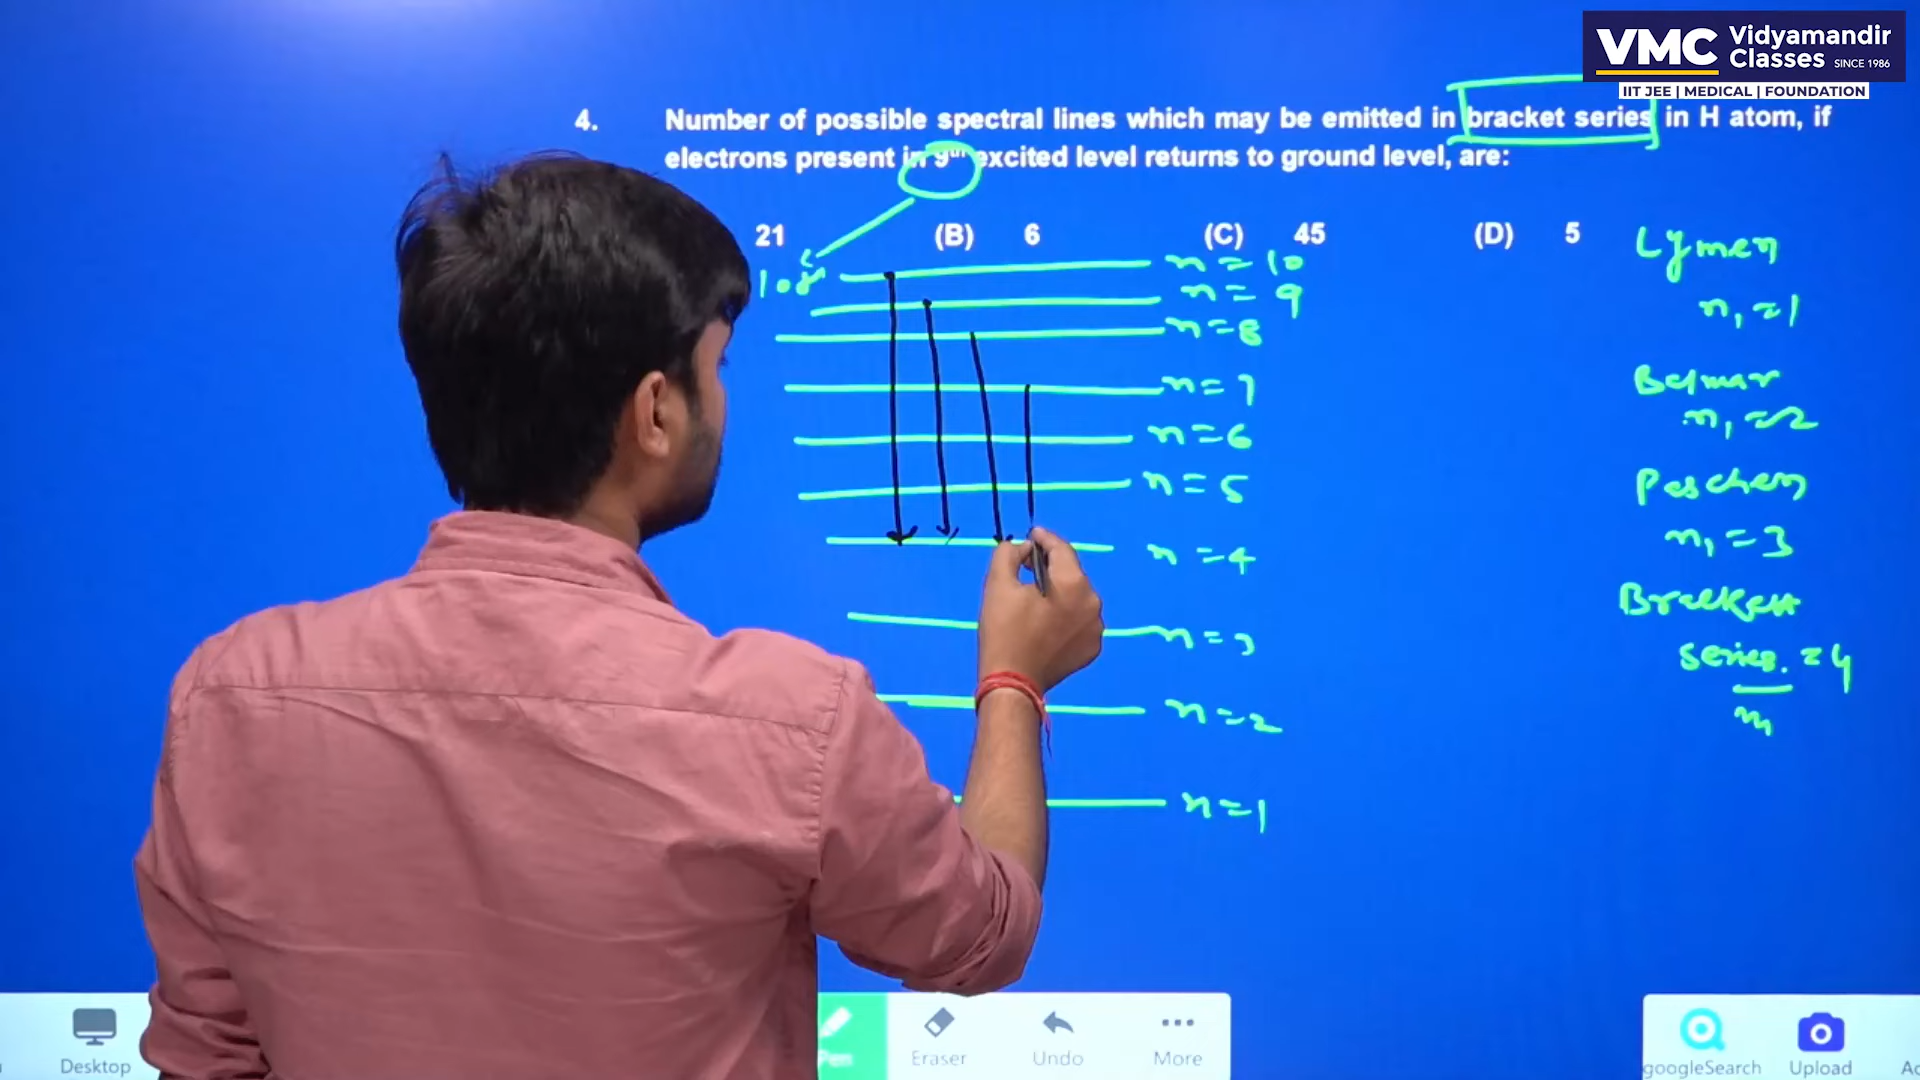 VMC Vidyamandir
Classes SINCE 1986
IIT JEE | MEDICAL | FOUNDATION
4. Number of possible spectral lines which may be emitted in bracket series in H atom, if
electrons present in 9th excited level returns to ground level, are:
21 (B) 6 (C) 45 (D) 5
Lymen
n₁ = 1
Balmar
n₁ = 2
Paschen
n₁ = 3
Brackett
series. = 4
n₁
n = 10
n = 9
n = 8
n = 7
n = 6
n = 5
n = 4
n = 3
n = 2
n = 1
Desktop
Pen
Eraser
Undo
More
googleSearch
Upload